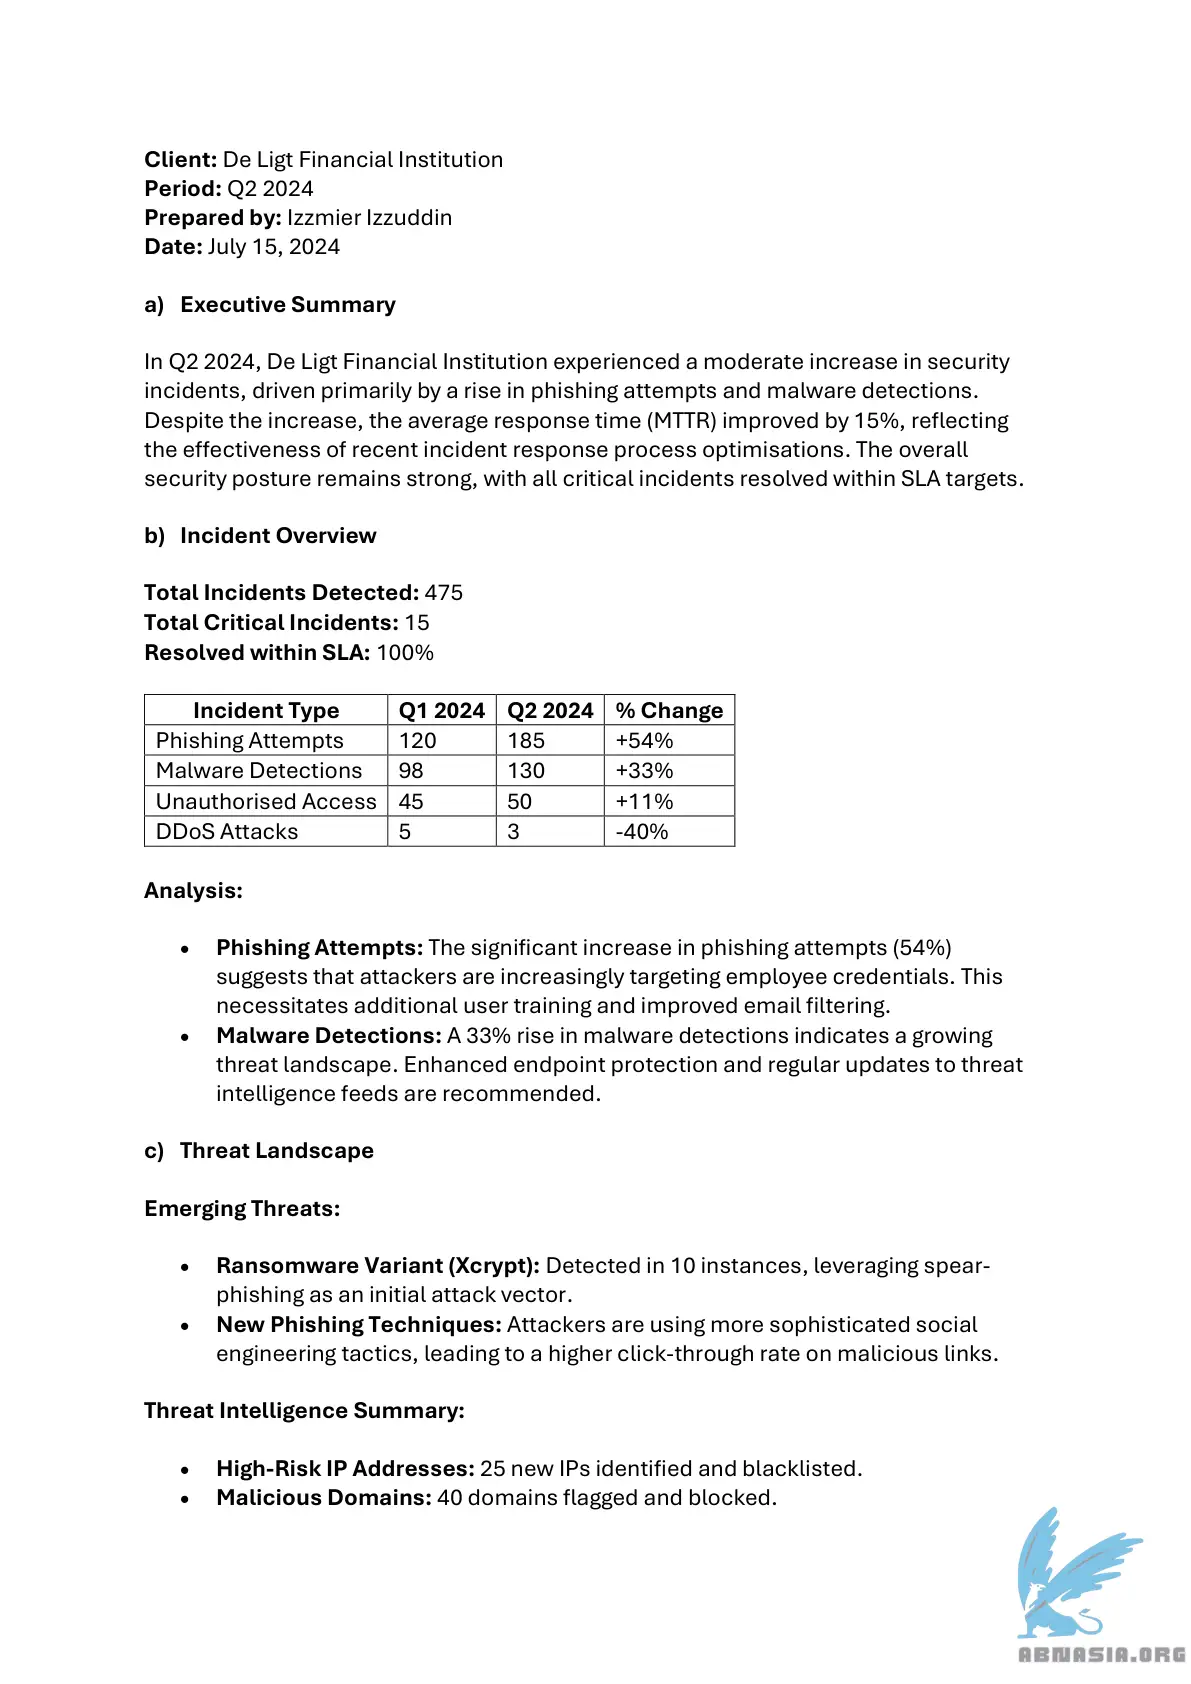 Client: De Ligt Financial Institution
Period: Q2 2024
Prepared by: Izzmier Izzuddin
Date: July 15, 2024
a) Executive Summary
In Q2 2024, De Ligt Financial Institution experienced a moderate increase in security
incidents, driven primarily by a rise in phishing attempts and malware detections.
Despite the increase, the average response time (MTTR) improved by 15%, reflecting
the effectiveness of recent incident response process optimisations. The overall
security posture remains strong, with all critical incidents resolved within SLA targets.
b) Incident Overview
Total Incidents Detected: 475
Total Critical Incidents: 15
Resolved within SLA: 100%
Incident Type Q1 2024 Q2 2024 % Change
Phishing Attempts 120 185 +54%
Malware Detections 98 130 +33%
Unauthorised Access 45 50 +11%
DDoS Attacks 5 3 -40%
Analysis:
• Phishing Attempts: The significant increase in phishing attempts (54%)
suggests that attackers are increasingly targeting employee credentials. This
necessitates additional user training and improved email filtering.
• Malware Detections: A 33% rise in malware detections indicates a growing
threat landscape. Enhanced endpoint protection and regular updates to threat
intelligence feeds are recommended.
c) Threat Landscape
Emerging Threats:
• Ransomware Variant (Xcrypt): Detected in 10 instances, leveraging spear-
phishing as an initial attack vector.
• New Phishing Techniques: Attackers are using more sophisticated social
engineering tactics, leading to a higher click-through rate on malicious links.
Threat Intelligence Summary:
• High-Risk IP Addresses: 25 new IPs identified and blacklisted.
• Malicious Domains: 40 domains flagged and blocked.
ABNASIA.ORG